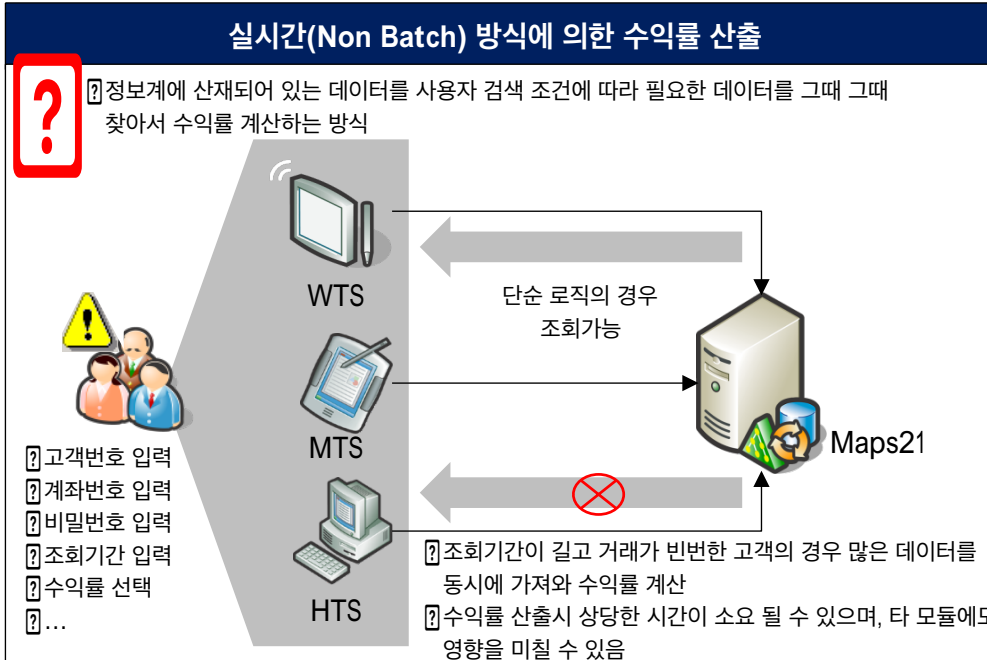 실시간(Non Batch) 방식에 의한 수익률 산출
?
정보계에 산재되어 있는 데이터를 사용자 검색 조건에 따라 필요한 데이터를 그때 그때
찾아서 수익률 계산하는 방식
WTS
단순 로직의 경우
조회가능
MTS
Maps21
고객번호 입력
계좌번호 입력
비밀번호 입력
조회기간 입력
수익률 선택
…
HTS
조회기간이 길고 거래가 빈번한 고객의 경우 많은 데이터를
동시에 가져와 수익률 계산
수익률 산출시 상당한 시간이 소요 될 수 있으며, 타 모듈에도
영향을 미칠 수 있음